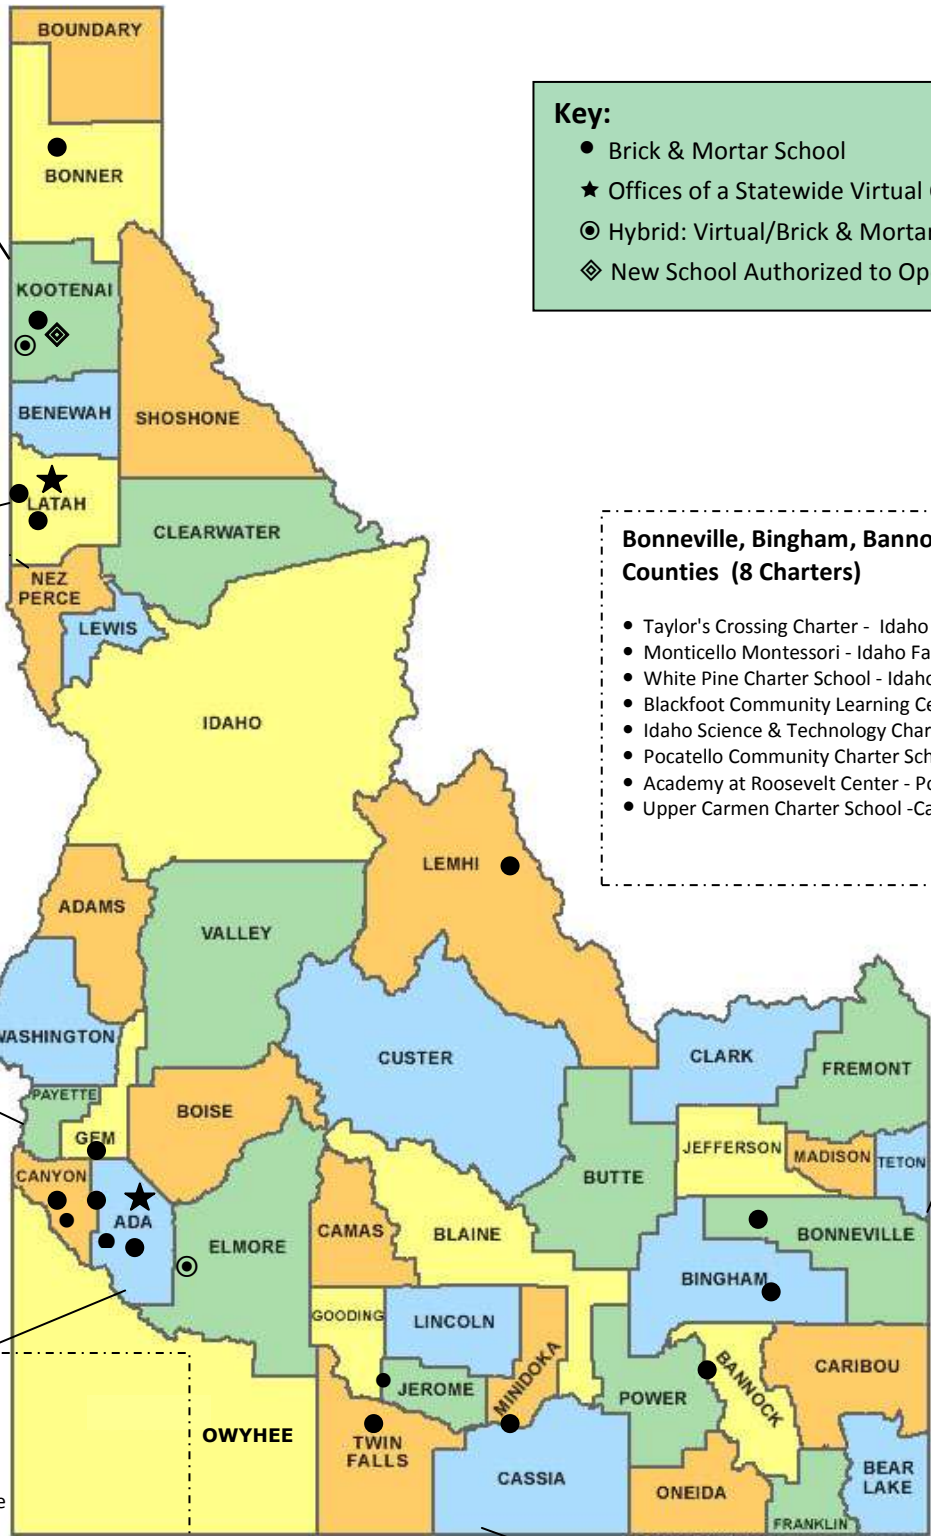 BOUNDARY
Key:
• Brick & Mortar School
BONNER
★ Offices of a Statewide Virtual
◉ Hybrid: Virtual/Brick & Mortar
◈ New School Authorized to Op
KOOTENAI
BENEWAH
SHOSHONE
LATAH
CLEARWATER
Bonneville, Bingham, Banno
Counties (8 Charters)
NEZ
PERCE
LEWIS
• Taylor's Crossing Charter - Idaho
• Monticello Montessori - Idaho Fa
• White Pine Charter School - Idaho
• Blackfoot Community Learning Ce
• Idaho Science & Technology Char
• Pocatello Community Charter Sch
• Academy at Roosevelt Center - Po
• Upper Carmen Charter School -Ca
IDAHO
LEMHI
ADAMS
VALLEY
WASHINGTON
CUSTER
CLARK
FREMONT
PAYETTE
BOISE
GEM
JEFFERSON
MADISON
TETON
CANYON
BUTTE
ADA
CAMAS
BLAINE
BONNEVILLE
ELMORE
BINGHAM
GOODING
LINCOLN
MINIDOKA
CARIBOU
JEROME
POWER
BANNOCK
OWYHEE
TWIN
FALLS
CASSIA
ONEIDA
BEAR
LAKE
FRANKLIN
e